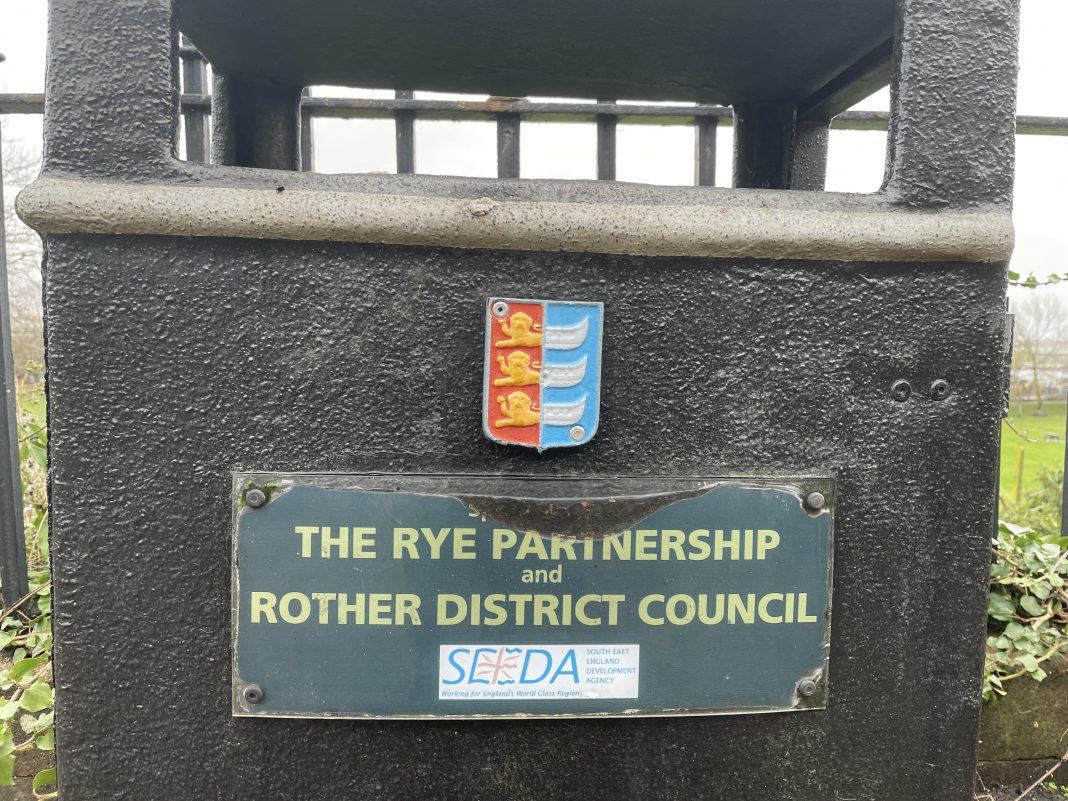 THE RYE PARTNERSHIP
and
ROTHER DISTRICT COUNCIL
SEEDA
SOUTH EAST
ENGLAND
DEVELOPMENT
AGENCY
Working for England's World Class Region